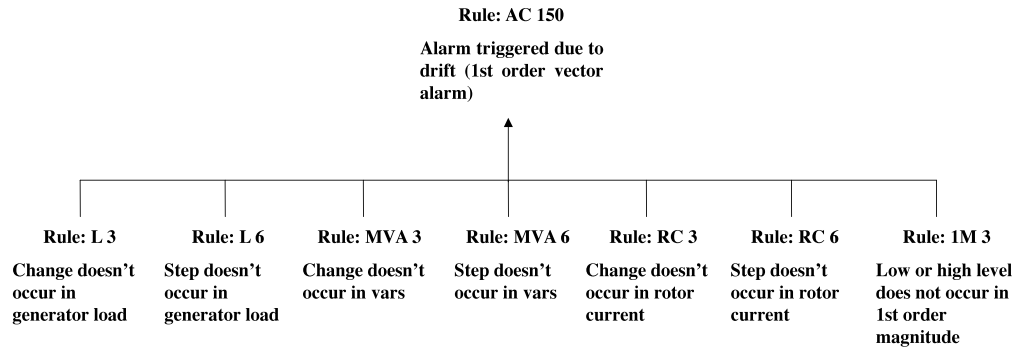 Rule: AC 150
Alarm triggered due to
drift (1st order vector
alarm)
Rule: L 3
Change doesn't
occur in
generator load
Rule: L 6
Step doesn't
occur in
generator load
Rule: MVA 3
Change doesn't
occur in vars
Rule: MVA 6
Step doesn't
occur in vars
Rule: RC 3
Change doesn't
occur in rotor
current
Rule: RC 6
Step doesn't
occur in rotor
current
Rule: 1M 3
Low or high level
does not occur in
1st order
magnitude